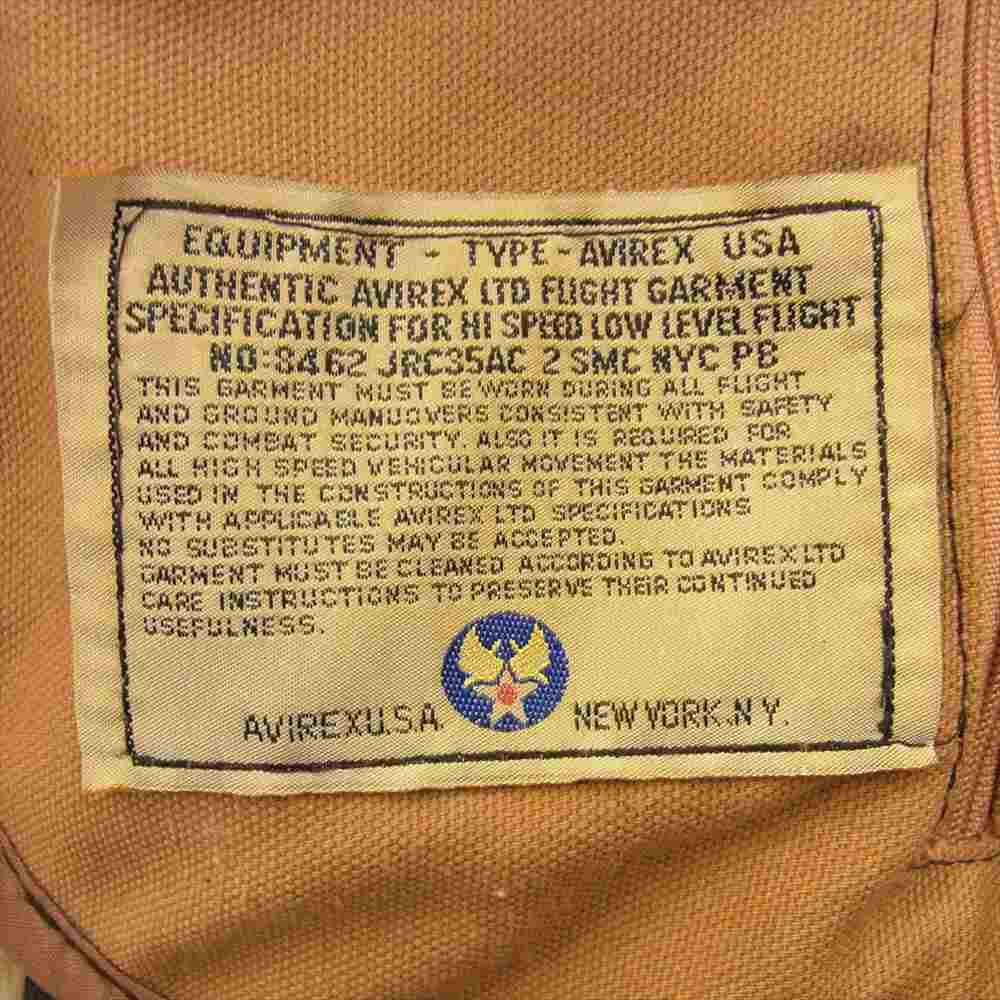 EQUIPMENT - TYPE - AVIREX USA
AUTHENTIC AVIREX LTD FLIGHT GARMENT
SPECIFICATION FOR HI SPEED LOW LEVEL FLIGHT
NO:8462 JRC35AC 2 SMC NYC PB
THIS GARMENT MUST BE WORN DURING ALL FLIGHT
AND GROUND MANUOVERS CONSISTENT WITH SAFETY
AND COMBAT SECURITY. ALSO IT IS REQUIRED FOR
ALL HIGH SPEED VEHICULAR MOVEMENT THE MATERIALS
USED IN THE CONSTRUCTIONS OF THIS GARMENT COMPLY
WITH APPLICABLE AVIREX LTD SPECIFICATIONS
NO SUBSTITUTES MAY BE ACCEPTED.
GARMENT MUST BE CLEANED ACCORDING TO AVIREX LTD
CARE INSTRUCTIONS TO PRESERVE THEIR CONTINUED
USEFULNESS.
AVIREX U.S.A. NEW YORK.N Y.